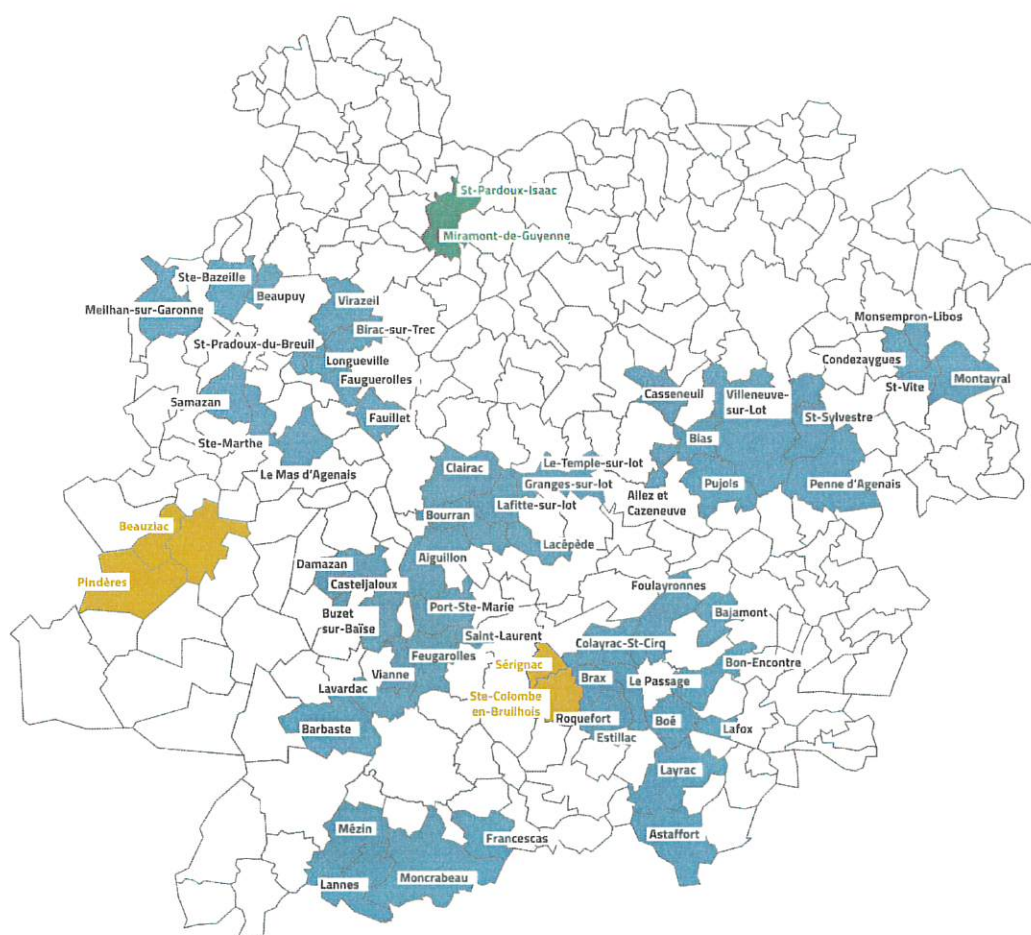 St-Pardoux-Isaac
Miramont-de-Guyenne
Ste-Bazeille
Beaupuy
Meilhan-sur-Garonne
Virazeil
Birac-sur-Trec
St-Pradoux-du-Breuil
Longueville
Fauguerolles
Samazan
Fauillet
Ste-Marthe
Le Mas d'Agenais
Monsempron-Libos
Condezaygues
St-Vite
Montayral
Casseneuil
Villeneuve-
sur-Lot
St-Sylvestre
Bias
Pujols
Penne d'Agenais
Clairac
Le-Temple-sur-lot
Granges-sur-lot
Allez et
Cazeneuve
Lafitte-sur-lot
Bourran
Lacépède
Beauziac
Pindères
Aiguillon
Damazan
Casteljaloux
Buzet
sur-Baïse
Port-Ste-Marie
Saint-Laurent
Feugarolles
Vianne
Lavardac
Barbaste
Foulayronnes
Bajamont
Colayrac-St-Cirq
Bon-Encontre
Sérignac
Brax
Le Passage
Ste-Colombe
en-Bruilhois
Roquefort
Estillac
Boé
Lafox
Layrac
Astaffort
Mézin
Francescas
Lannes
Moncrabeau